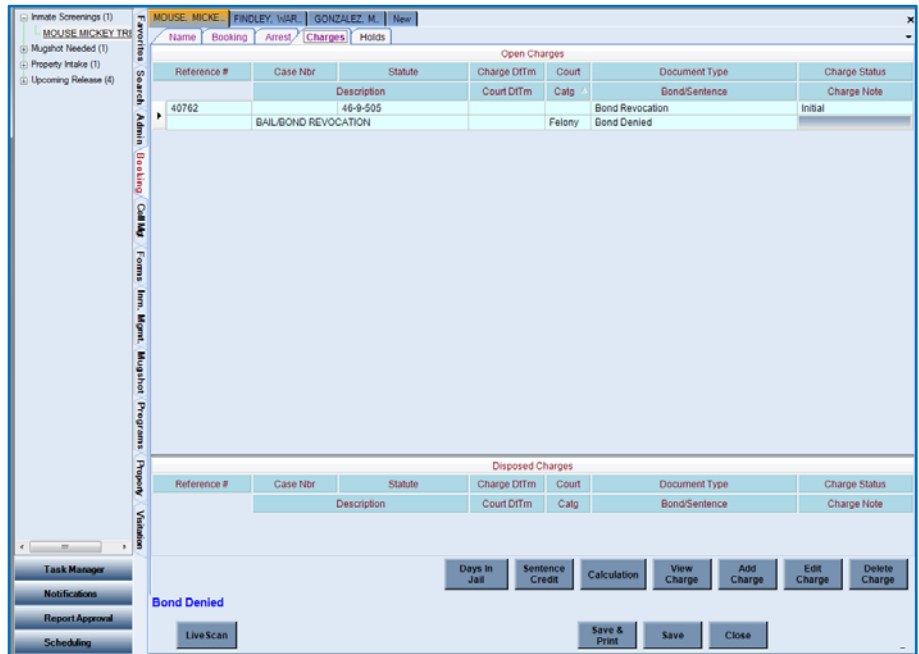 Inmate Screenings (1)
MOUSE MICKEY TRE
Mugshot Needed (1)
Property Intake (1)
Upcoming Release (4)
Task Manager
Notifications
Report Approval
Scheduling
Favorites
Search
Admin
Booking
Cell Mgt
Forms
Inm. Mgmt.
Mugshot
Programs
Property
Visitation
MOUSE, MICKE... FINDLEY, WAR... GONZALEZ, M... New x
Name Booking Arrest Charges Holds
Open Charges
Reference # Case Nbr Statute Charge DtTm Court Document Type Charge Status
Description Court DtTm Catg Bond/Sentence Charge Note
40762 46-9-505 Bond Revocation Initial
BAIL/BOND REVOCATION Felony Bond Denied
Disposed Charges
Reference # Case Nbr Statute Charge DtTm Court Document Type Charge Status
Description Court DtTm Catg Bond/Sentence Charge Note
Days In Sentence Calculation View Add Edit Delete
Jail Credit Charge Charge Charge Charge
Bond Denied
LiveScan Save & Save Close
Print